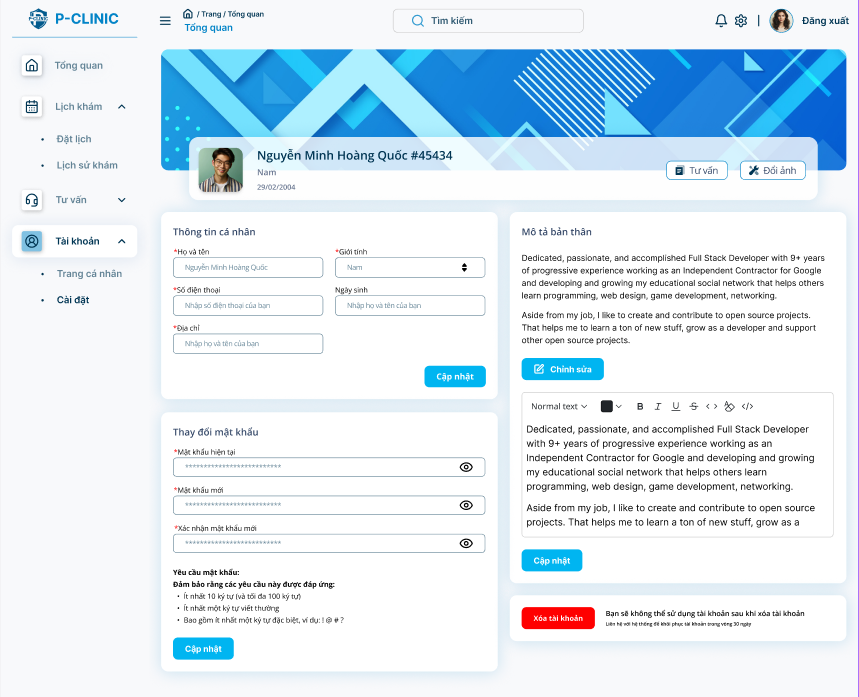 P-CLINIC
P-CLINIC
/ Trang / Tổng quan
Tổng quan
Tìm kiếm
|
Đăng xuất
Tổng quan
Lịch khám
• Đặt lịch
• Lịch sử khám
Tư vấn
Tài khoản
• Trang cá nhân
• Cài đặt
Nguyễn Minh Hoàng Quốc #45434
Nam
29/02/2004
Tư vấn
Đổi ảnh
Thông tin cá nhân
*Họ và tên
*Giới tính
Nguyễn Minh Hoàng Quốc
Nam
*Số điện thoại
Ngày sinh
Nhập số điện thoại của bạn
Nhập họ và tên của bạn
*Địa chỉ
Nhập họ và tên của bạn
Cập nhật
Thay đổi mật khẩu
*Mật khẩu hiện tại
*************************
*Mật khẩu mới
*************************
*Xác nhận mật khẩu mới
*************************
Yêu cầu mật khẩu:
Đảm bảo rằng các yêu cầu này được đáp ứng:
• Ít nhất 10 ký tự (và tối đa 100 ký tự)
• Ít nhất một ký tự viết thường
• Bao gồm ít nhất một ký tự đặc biệt, ví dụ: ! @ # ?
Cập nhật
Mô tả bản thân
Dedicated, passionate, and accomplished Full Stack Developer with 9+ years
of progressive experience working as an Independent Contractor for Google
and developing and growing my educational social network that helps others
learn programming, web design, game development, networking.
Aside from my job, I like to create and contribute to open source projects.
That helps me to learn a ton of new stuff, grow as a developer and support
other open source projects.
Chỉnh sửa
Normal text
B I U S < > </>
Dedicated, passionate, and accomplished Full Stack Developer
with 9+ years of progressive experience working as an
Independent Contractor for Google and developing and growing
my educational social network that helps others learn
programming, web design, game development, networking.
Aside from my job, I like to create and contribute to open source
projects. That helps me to learn a ton of new stuff, grow as a
Cập nhật
Xóa tài khoản
Bạn sẽ không thể sử dụng tài khoản sau khi xóa tài khoản
Liên hệ với hệ thống để khôi phục tài khoản trong vòng 30 ngày